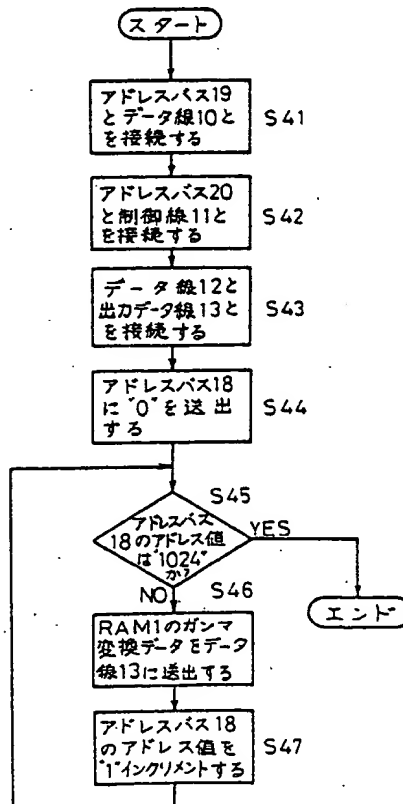 スタート
アドレスバス19
とデータ線10と
を接続する
S41
アドレスバス20
と制御線11と
を接続する
S42
データ線12と
出力データ線13と
を接続する
S43
アドレスバス18
に"0"を送出
する
S44
S45
アドレスバス
18のアドレス値
は"1024"
か?
YES
NO
エンド
S46
RAM1のガンマ
変換データをデータ
線13に送出する
アドレスバス18
のアドレス値を
"1"インクリメントする
S47